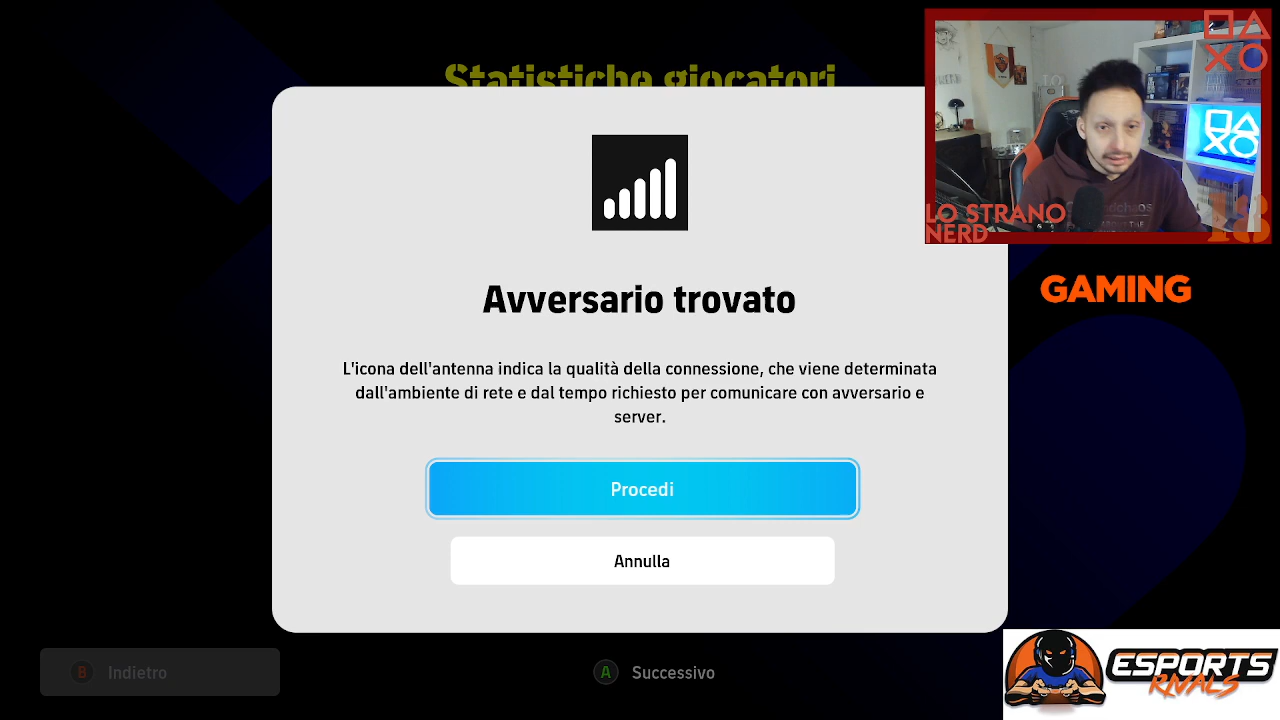 Statistiche giocatori
Avversario trovato
L'icona dell'antenna indica la qualità della connessione, che viene determinata
dall'ambiente di rete e dal tempo richiesto per comunicare con avversario e
server.
Procedi
Annulla
B Indietro
A Successivo
LO STRANO
NERD
18
GAMING
ESPORTS
RIVALS